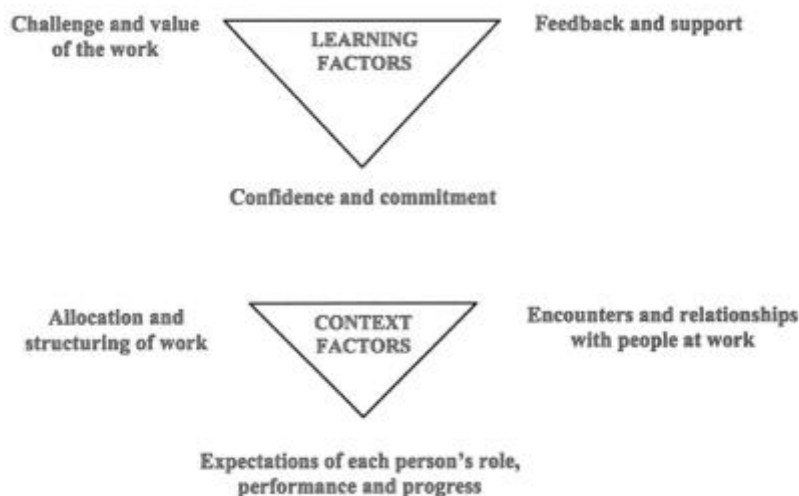 Challenge and value
of the work
LEARNING
FACTORS
Feedback and support
Confidence and commitment
Allocation and
structuring of work
CONTEXT
FACTORS
Encounters and relationships
with people at work
Expectations of each person's role,
performance and progress